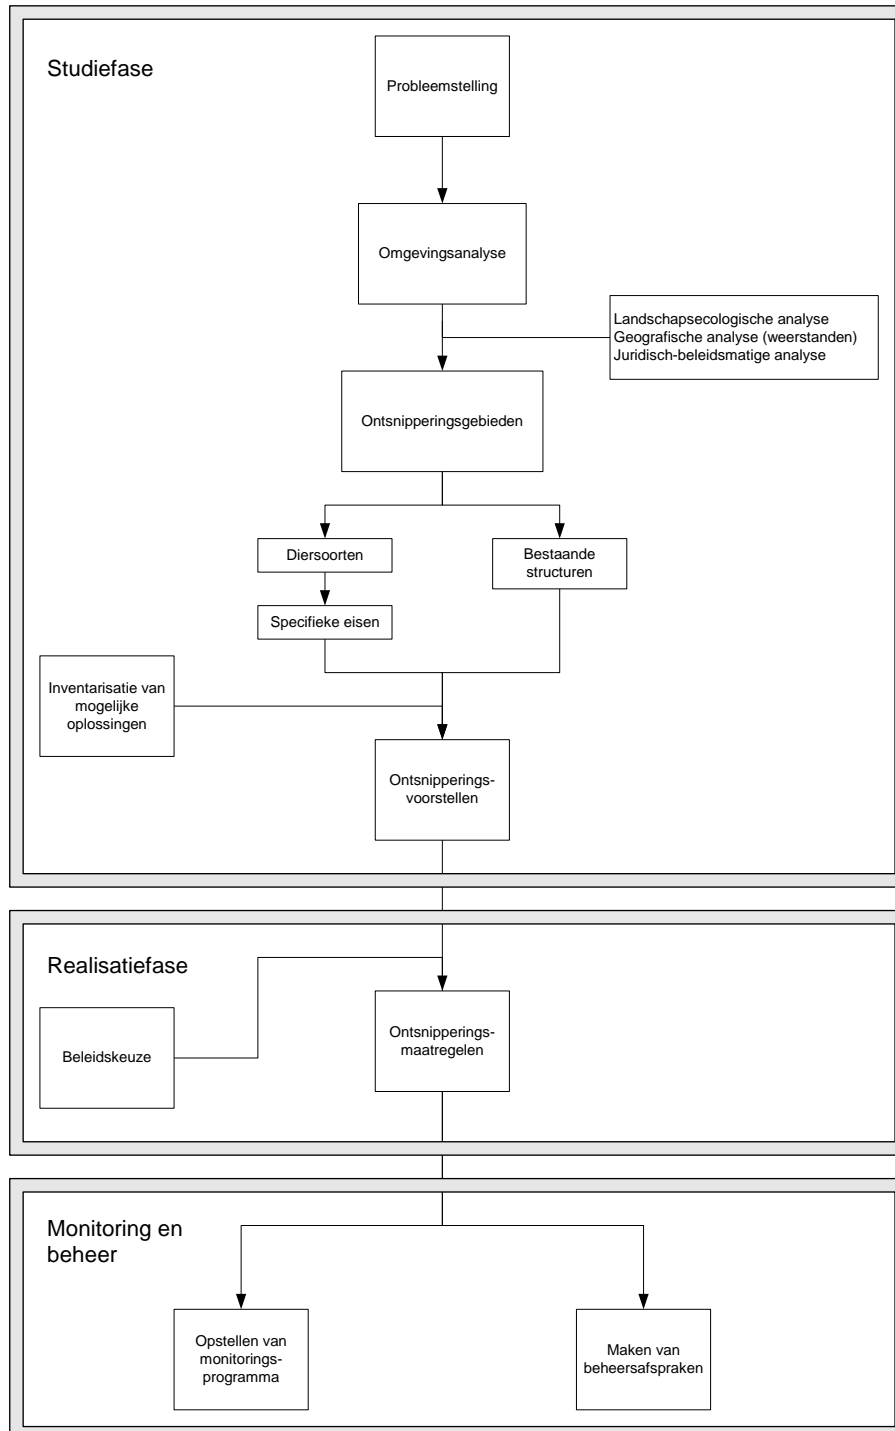 Studiefase
Probleemstelling
Omgevingsanalyse
Landschapsecologische analyse
Geografische analyse (weerstanden)
Juridisch-beleidsmatige analyse
Ontsnipperingsgebieden
Diersoorten
Bestaande
structuren
Specifieke eisen
Inventarisatie van
mogelijke
oplossingen
Ontsnipperings-
voorstellen
Realisatiefase
Beleidskeuze
Ontsnipperings-
maatregelen
Monitoring en
beheer
Opstellen van
monitorings-
programma
Maken van
beheersafspraken